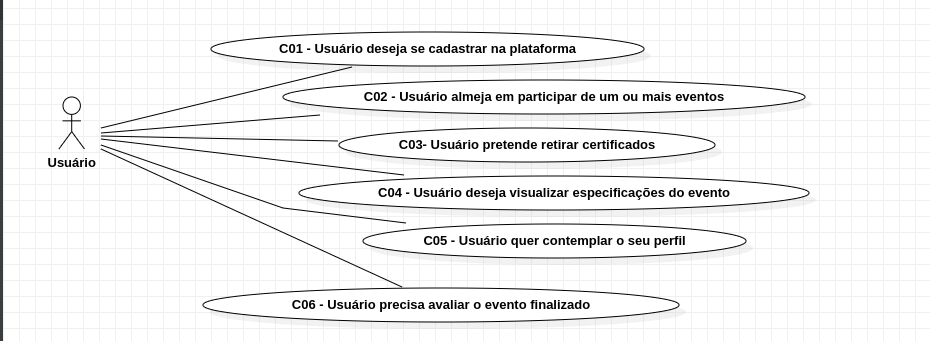 C01 - Usuário deseja se cadastrar na plataforma
C02 - Usuário almeja em participar de um ou mais eventos
C03- Usuário pretende retirar certificados
Usuário
C04 - Usuário deseja visualizar especificações do evento
C05 - Usuário quer contemplar o seu perfil
C06 - Usuário precisa avaliar o evento finalizado